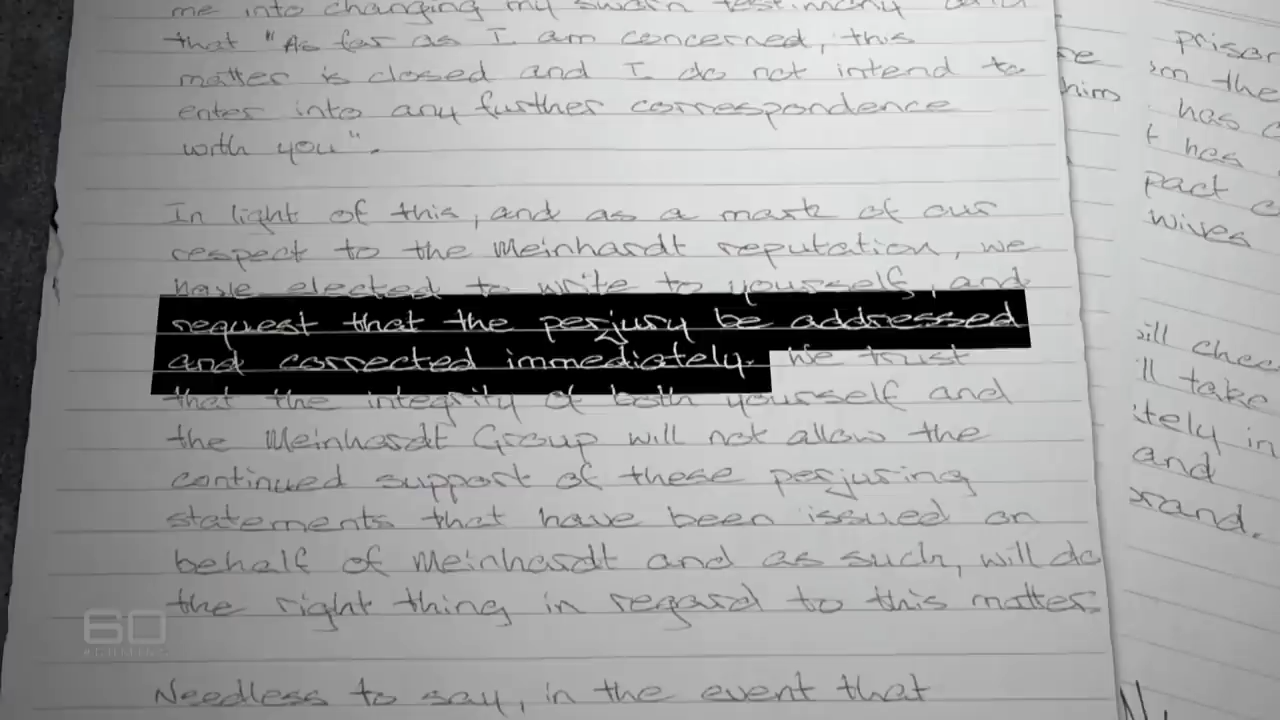 me into changing my sworn testimony and
that "As far as I am concerned, this
matter is closed and I do not intend to
enter into any further correspondence
with you".
In light of this, and as a mark of our
respect to the Meinhardt reputation, we
have elected to write to yourself, and
request that the perjury be addressed
and corrected immediately. We trust
that the integrity of both yourself and
the Meinhardt Group will not allow the
continued support of these perjuring
statements that have been issued on
behalf of Meinhardt and as such, will do
the right thing in regard to this matter.
Needless to say, in the event that
him
prisor
the
has
has
pact
wives
will chec
take
itely in
and
60
#60MINS